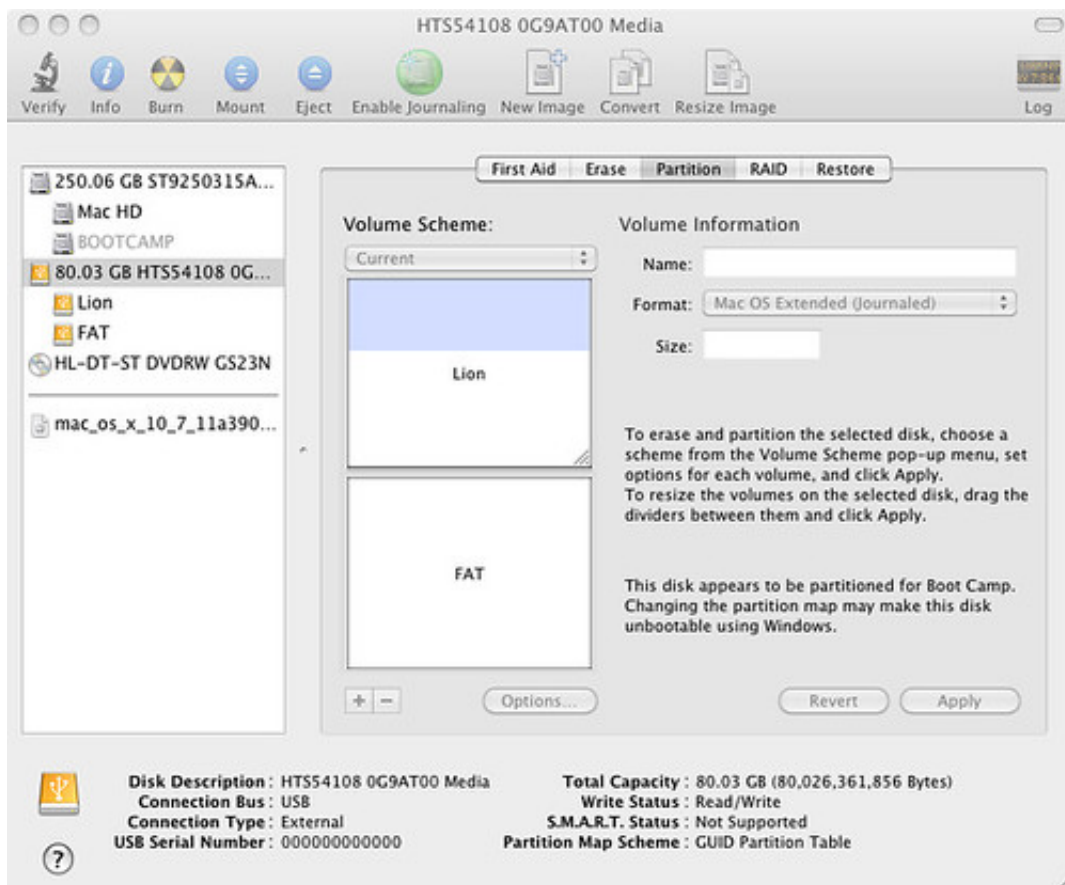 HTS54108 0G9AT00 Media
Verify Info Burn Mount Eject Enable Journaling New Image Convert Resize Image Log
250.06 GB ST9250315A...
Mac HD
BOOTCAMP
80.03 GB HTS54108 0G...
Lion
FAT
HL-DT-ST DVDRW GS23N
mac_os_x_10_7_11a390...
First Aid Erase Partition RAID Restore
Volume Scheme:
Current
Lion
FAT
+ −
Options...
Volume Information
Name:
Format: Mac OS Extended (Journaled)
Size:
To erase and partition the selected disk, choose a
scheme from the Volume Scheme pop-up menu, set
options for each volume, and click Apply.
To resize the volumes on the selected disk, drag the
dividers between them and click Apply.
This disk appears to be partitioned for Boot Camp.
Changing the partition map may make this disk
unbootable using Windows.
Revert Apply
Disk Description : HTS54108 0G9AT00 Media
Connection Bus : USB
Connection Type : External
USB Serial Number : 000000000000
Total Capacity : 80.03 GB (80,026,361,856 Bytes)
Write Status : Read/Write
S.M.A.R.T. Status : Not Supported
Partition Map Scheme : GUID Partition Table
?